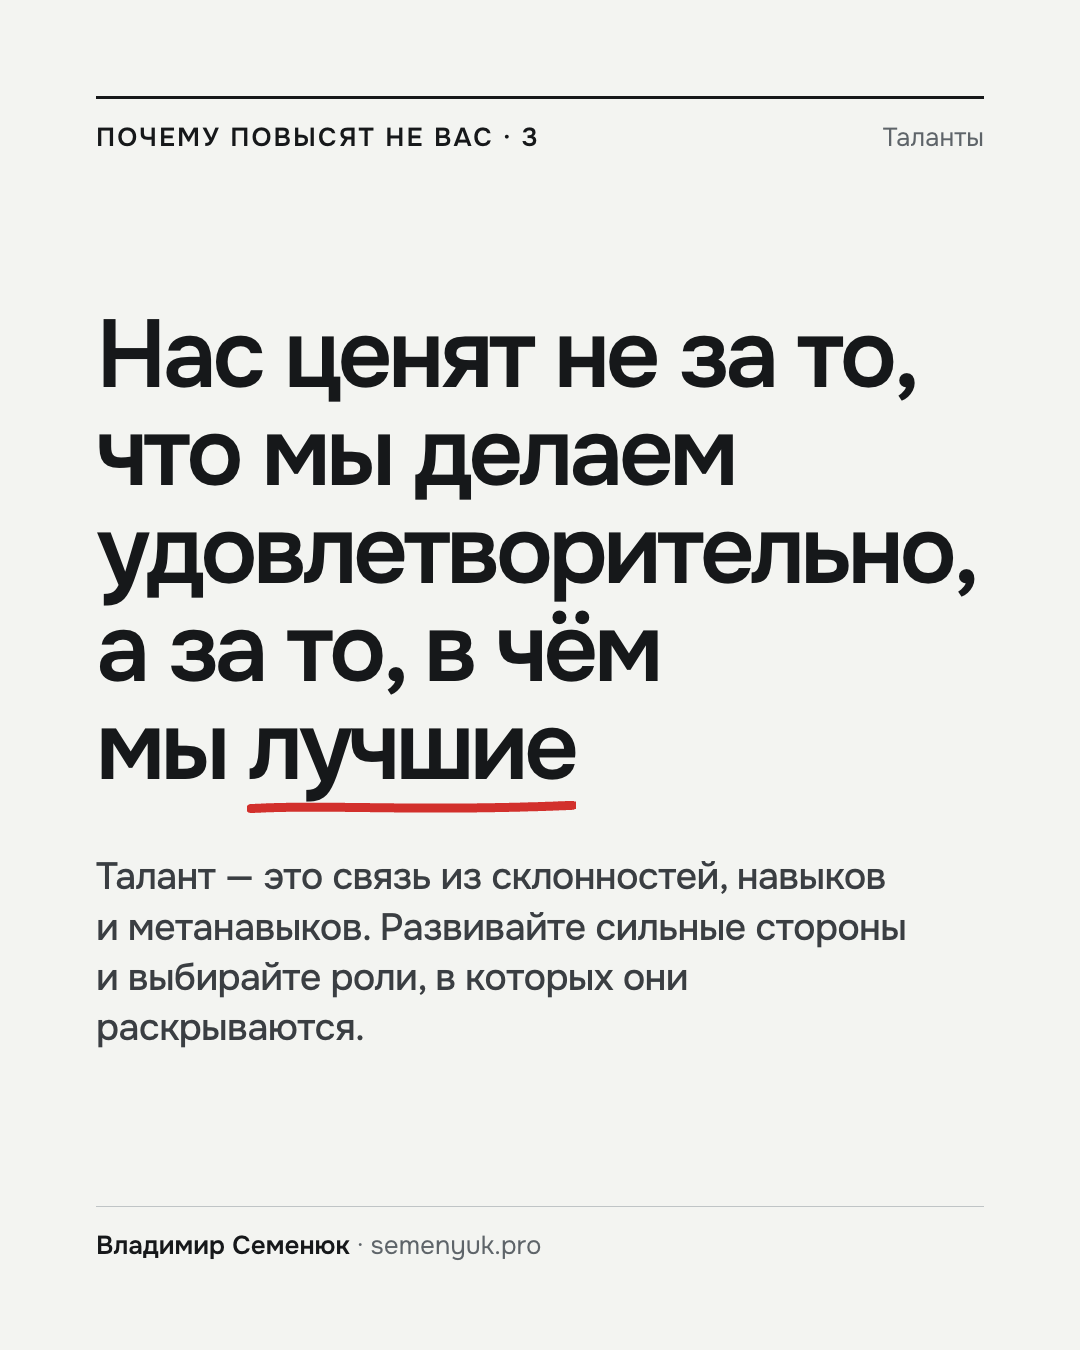 ПОЧЕМУ ПОВЫСЯТ НЕ ВАС · 3
Таланты
Нас ценят не за то,
что мы делаем
удовлетворительно,
а за то, в чём
мы лучшие
Талант — это связь из склонностей, навыков
и метанавыков. Развивайте сильные стороны
и выбирайте роли, в которых они
раскрываются.
Владимир Семенюк · semenyuk.pro